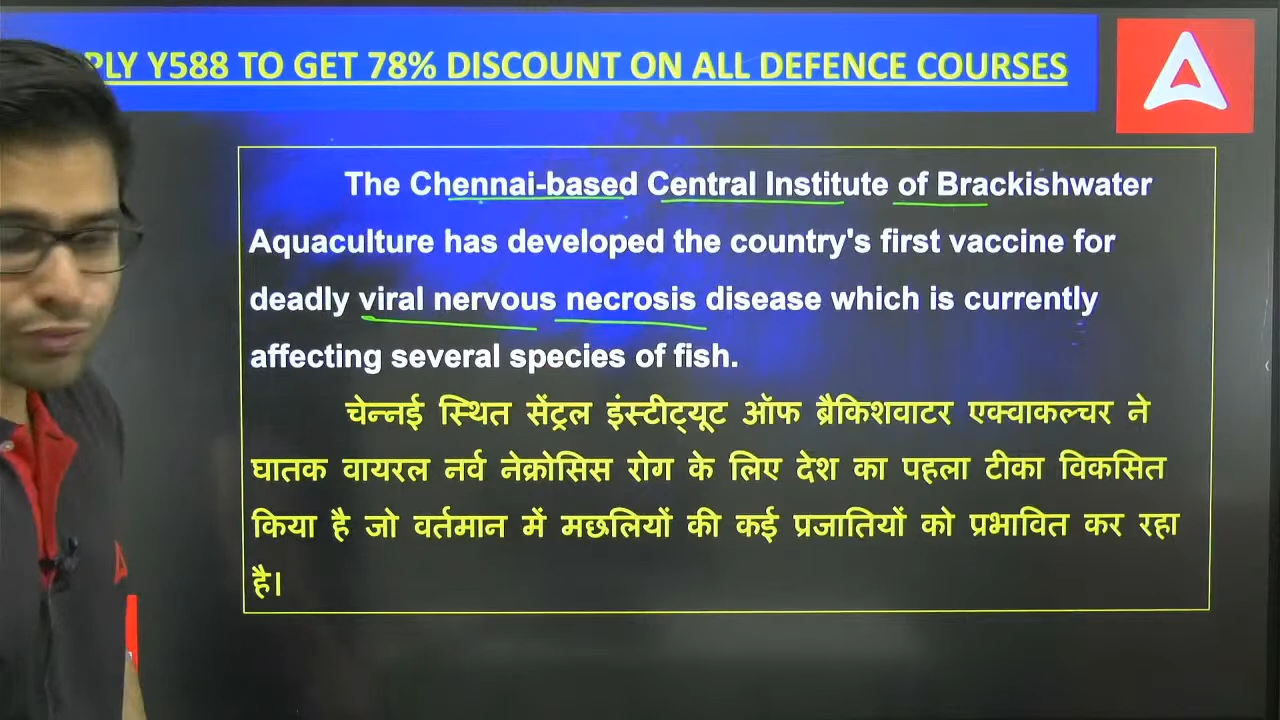 PLY Y588 TO GET 78% DISCOUNT ON ALL DEFENCE COURSES
The Chennai-based Central Institute of Brackishwater
Aquaculture has developed the country's first vaccine for
deadly viral nervous necrosis disease which is currently
affecting several species of fish.
चेन्नई स्थित सेंट्रल इंस्टीट्यूट ऑफ ब्रैकिशवाटर एक्वाकल्चर ने
घातक वायरल नर्व नेक्रोसिस रोग के लिए देश का पहला टीका विकसित
किया है जो वर्तमान में मछलियों की कई प्रजातियों को प्रभावित कर रहा
है।